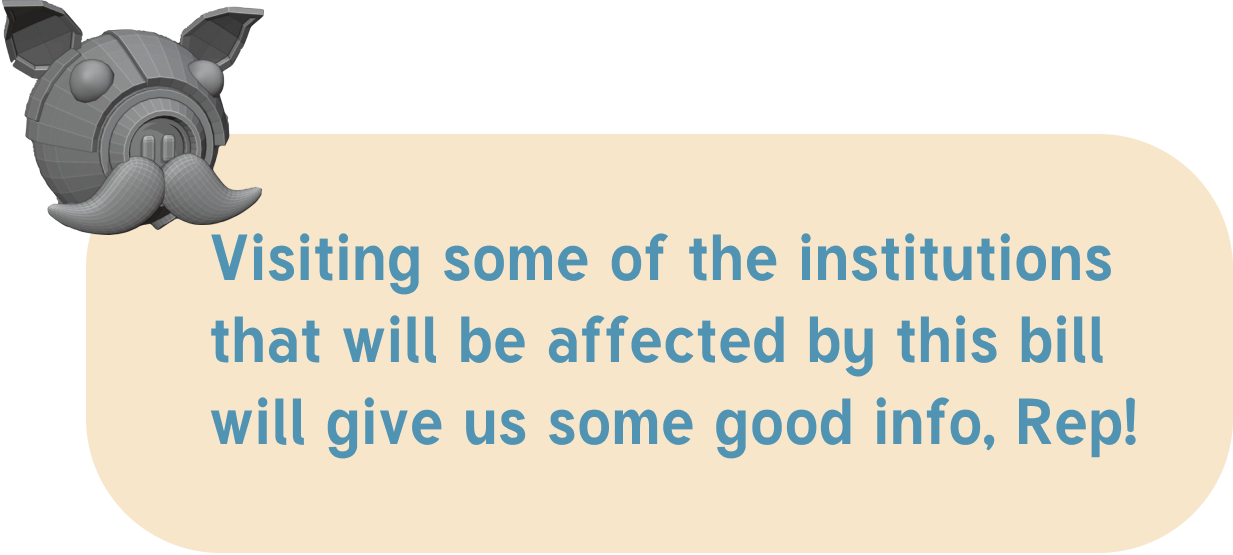 Visiting some of the institutions
that will be affected by this bill
will give us some good info, Rep!